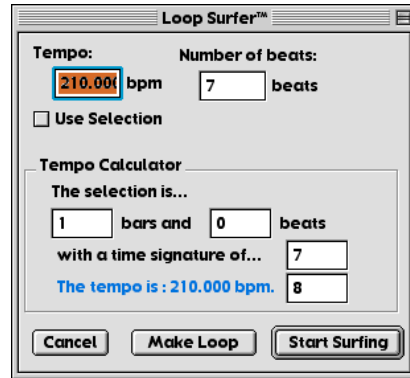 Loop Surfer™
Tempo: Number of beats:
210.000 bpm 7 beats
Use Selection
Tempo Calculator
The selection is...
1 bars and 0 beats
with a time signature of... 7
The tempo is : 210.000 bpm. 8
Cancel Make Loop Start Surfing